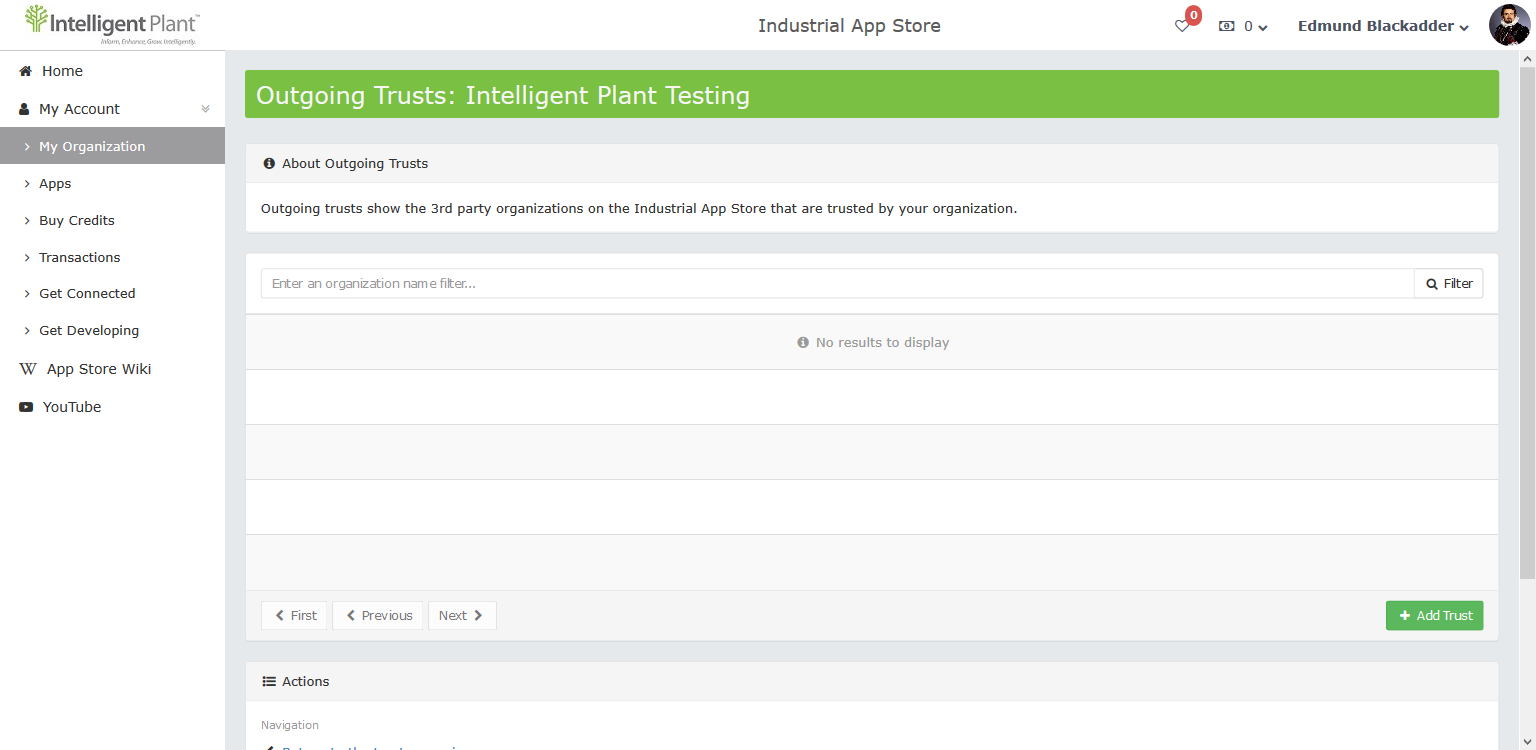 Intelligent Plant™
Inform, Enhance, Grow. Intelligently.
Industrial App Store
0
0
Edmund Blackadder
Home
My Account
My Organization
Apps
Buy Credits
Transactions
Get Connected
Get Developing
W App Store Wiki
YouTube
Outgoing Trusts: Intelligent Plant Testing
About Outgoing Trusts
Outgoing trusts show the 3rd party organizations on the Industrial App Store that are trusted by your organization.
Enter an organization name filter...
Filter
No results to display
First
Previous
Next
Add Trust
Actions
Navigation